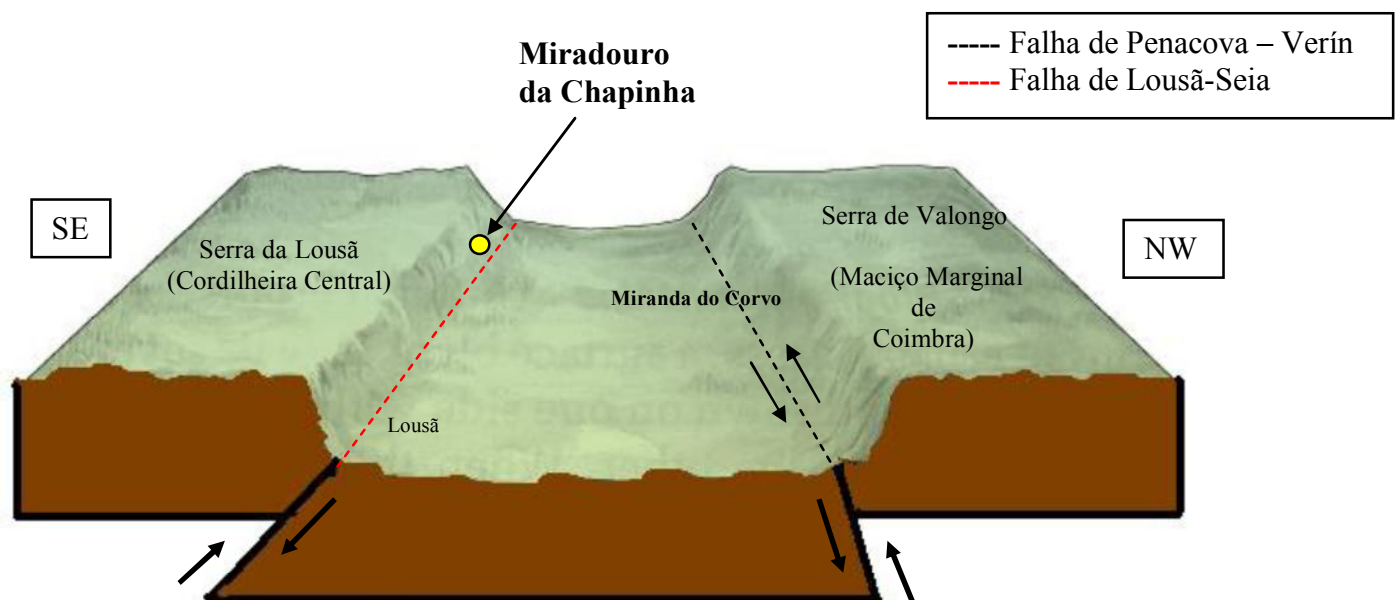 Miradouro
da Chapinha
Falha de Penacova – Verín
Falha de Lousã-Seia
SE
Serra da Lousã
(Cordilheira Central)
Miranda do Corvo
Serra de Valongo
(Maciço Marginal
de
Coimbra)
NW
Lousã